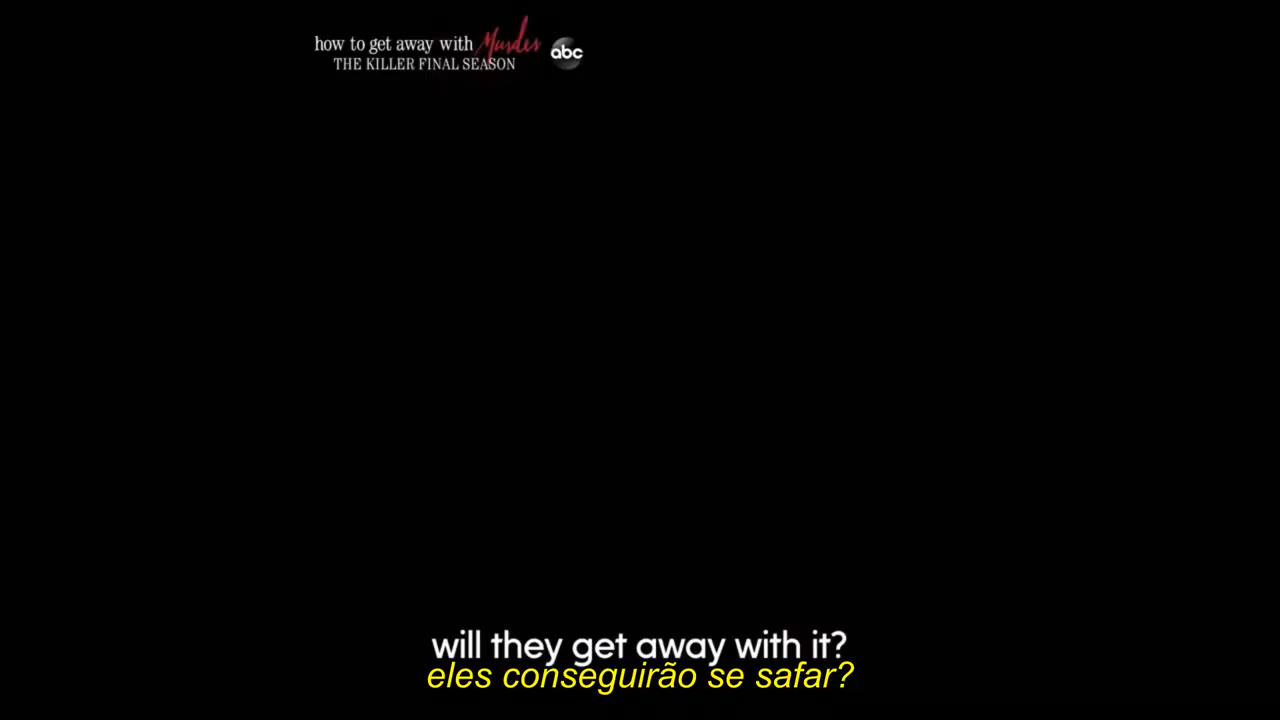 how to get away with Murder
THE KILLER FINAL SEASON
abc
will they get away with it?
eles conseguirão se safar?